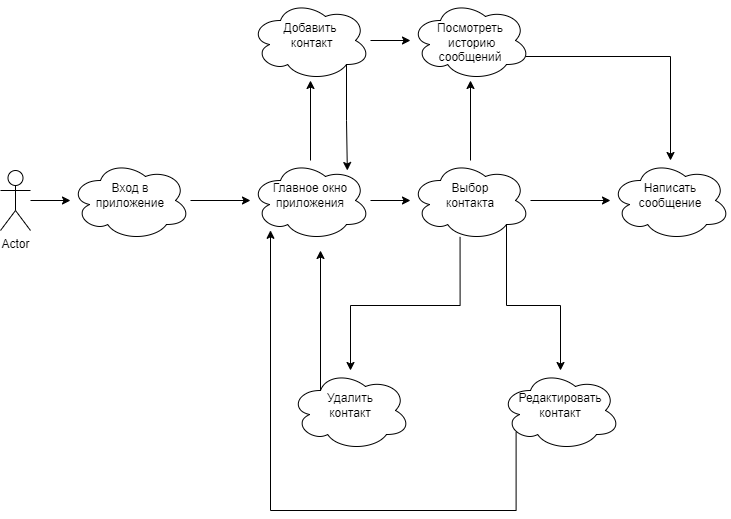 Добавить
контакт
Посмотреть
историю
сообщений
Вход в
приложение
Главное окно
приложения
Выбор
контакта
Написать
сообщение
Actor
Удалить
контакт
Редактировать
контакт